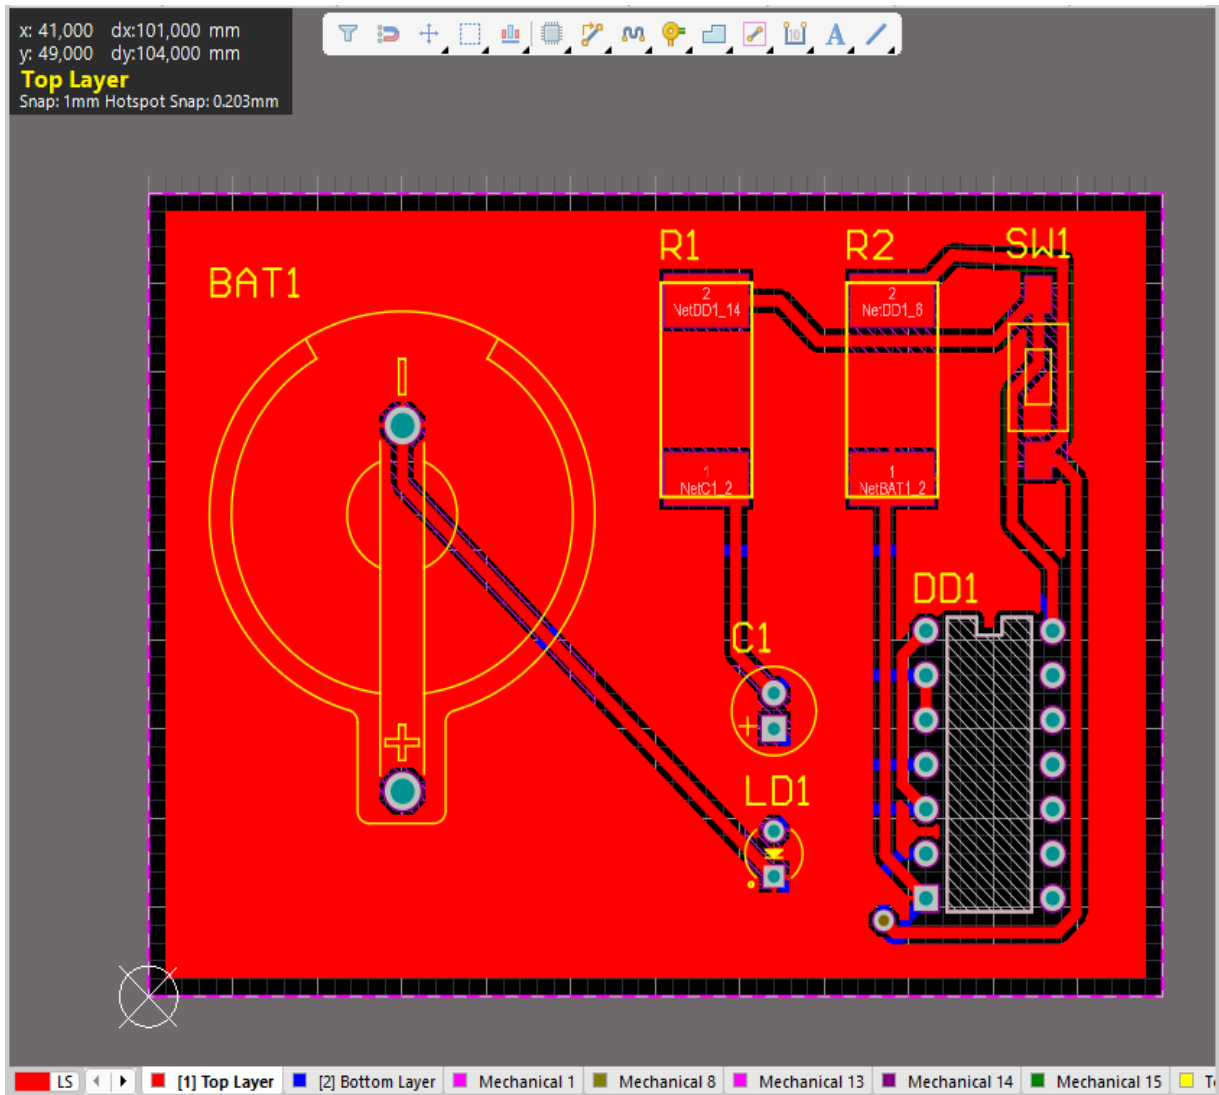 x: 41,000 dx:101,000 mm
y: 49,000 dy:104,000 mm
Top Layer
Snap: 1mm Hotspot Snap: 0.203mm
10
A
R1
R2
SW1
BAT1
2
NetDD1_14
2
NetDD1_6
1
NetC1_2
1
NetBAT1_2
DD1
C1
+
LD1
LS
[1] Top Layer
[2] Bottom Layer
Mechanical 1
Mechanical 8
Mechanical 13
Mechanical 14
Mechanical 15